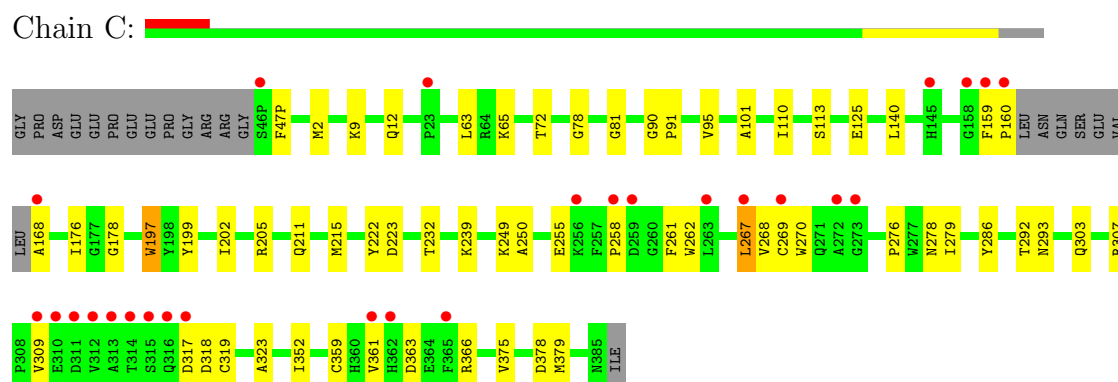 Chain C:
GLY PRO ASP GLU GLU PRO GLU GLU PRO GLY ARG ARG GLY S46P F47P M2 K9 Q12 P23 L63 R64 K65 T72 G78 G81 G90 P91 V95 A101 I110 S113 E125 L140 H145 G158 F159 P160 LEU ASN GLN SER GLU VAL
LEU A168 I176 G177 G178 W197 Y198 Y199 I202 R205 Q211 M215 Y222 D223 T232 K239 K249 A250 E255 K256 F257 P258 D259 G260 F261 W262 L263 L267 V268 C269 W270 Q271 A272 G273 P276 W277 N278 I279 Y286 T292 N293 Q303
P308 V309 E310 D311 V312 A313 T314 S315 Q316 D317 D318 C319 A323 I352 C359 H360 V361 H362 D363 E364 F365 R366 V375 D378 M379 N385 ILE